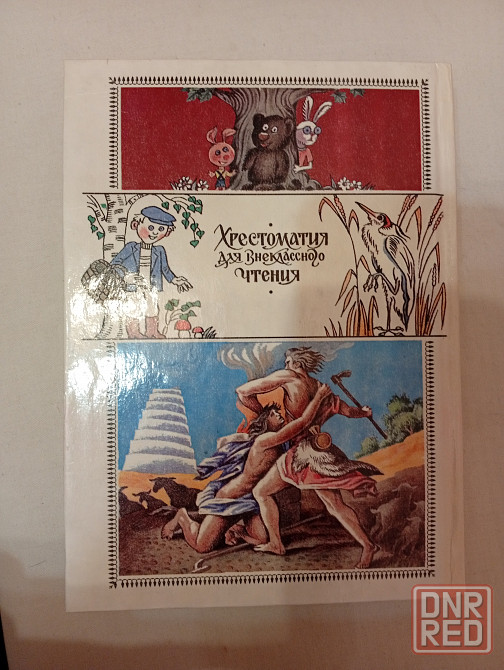 Хрестоматия
для Внеклассного
чтения
DNR
RED